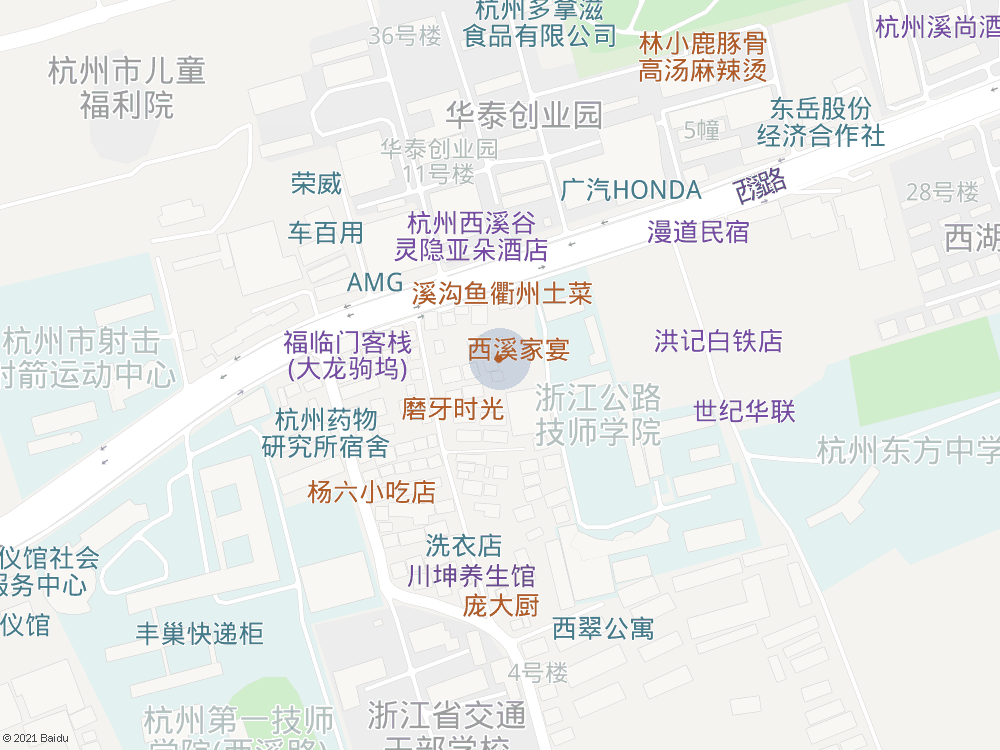 杭州多掌滋
食品有限公司
36号楼
杭州溪尚酒
林小鹿豚骨
高汤麻辣烫
杭州市儿童
福利院
华泰创业园
东岳股份
经济合作社
5幢
华泰创业园
11号楼
荣威
广汽HONDA
西溪路
28号楼
车百用
杭州西溪谷
灵隐亚朵酒店
漫道民宿
西湖
AMG
溪沟鱼衢州土菜
杭州市射击
射箭运动中心
福临门客栈
(大龙驹坞)
西溪家宴
洪记白铁店
磨牙时光
浙江公路
技师学院
世纪华联
杭州药物
研究所宿舍
杭州东方中学
杨六小吃店
洗衣店
仪馆社会
服务中心
川坤养生馆
庞大厨
仪馆
丰巢快递柜
西翠公寓
4号楼
杭州第一技师
学院(西溪路)
浙江省交通
干部学校
© 2021 Baidu